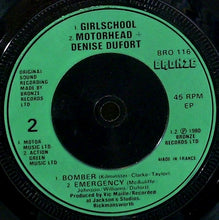 1. GIRLSCHOOL
2. MOTORHEAD +
DENISE DUFORT
ORIGINAL
SOUND
RECORDING
MADE BY
BRONZE
RECORDS
LTD
BRO 116
BRONZE
45 RPM
EP
2
1 MOTOR
MUSIC LTD
2. ACTION
GREEN
MUSIC LTD
1.2 ℗ 1980
BRONZE
RECORDS LTD
MADE IN FRANCE
1. BOMBER (Kilmister- Clarke- Taylor)
2. EMERGENCY (McAuliffe-
Johnson- Williams- Dufort)
Produced by Vic Maile/Recorded
at Jackson's Studios,
Rickmansworth